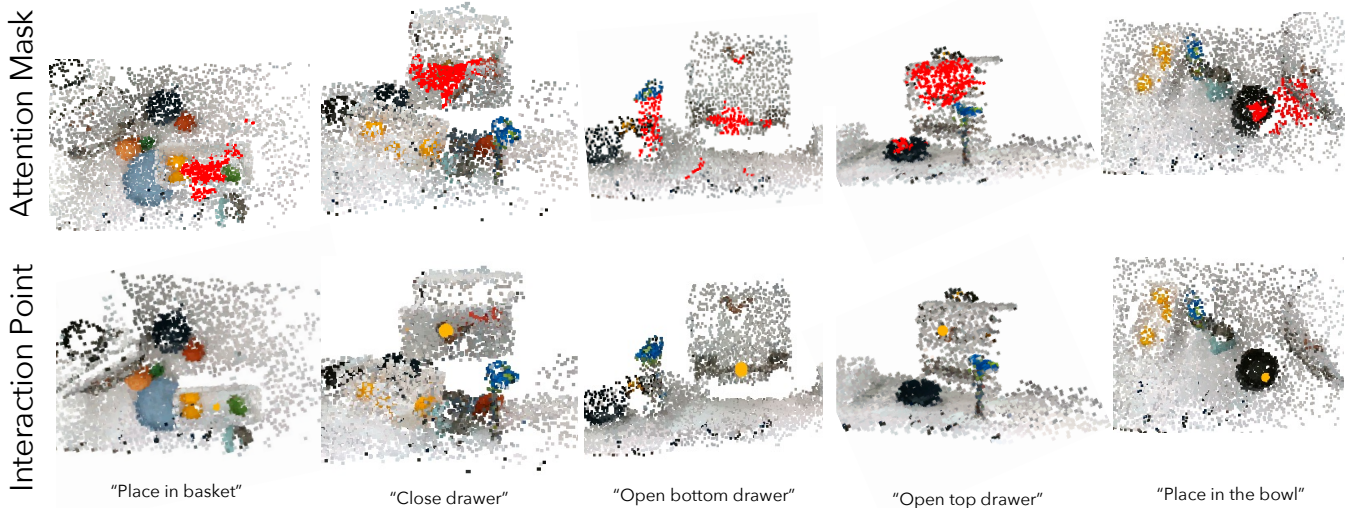 Attention Mask
Interaction Point
“Place in basket”
“Close drawer”
“Open bottom drawer”
“Open top drawer”
“Place in the bowl”